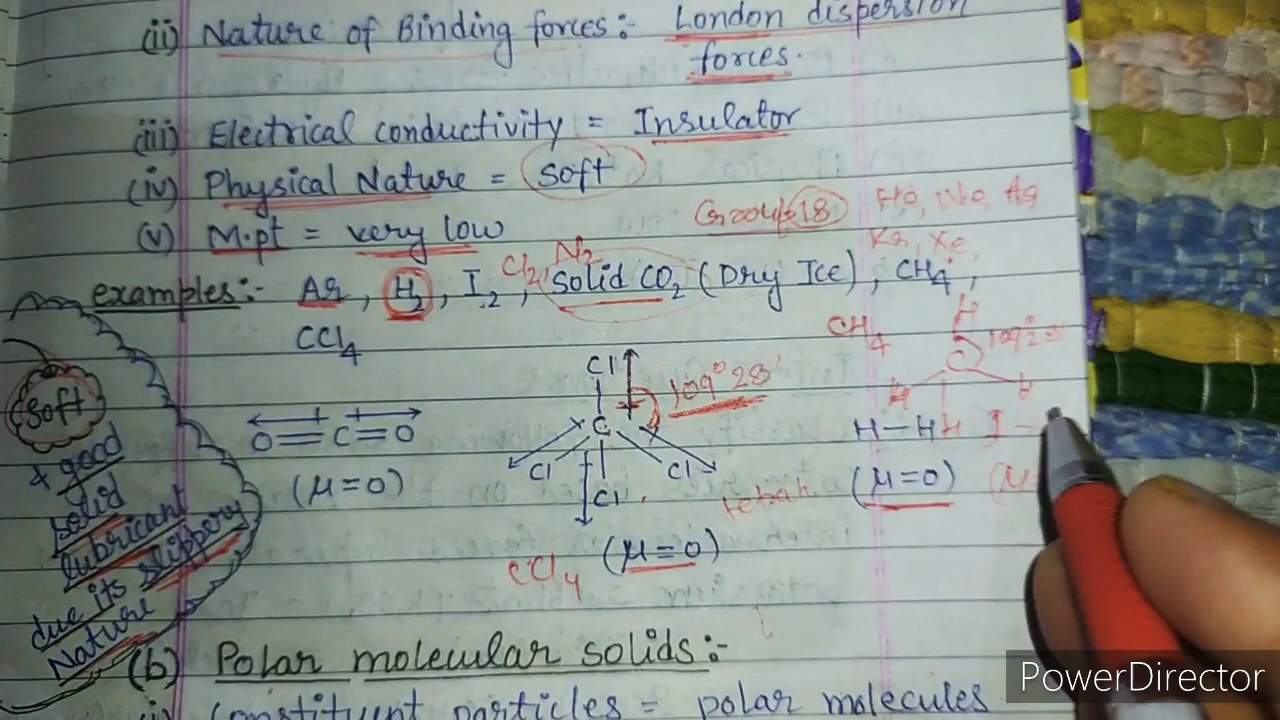 (ii) Nature of Binding forces:- London dispersion
forces.
(iii) Electrical conductivity = Insulator
(iv) Physical Nature = soft
Group 18 He, Ne, Ar
(v) M.pt = very low
Kr, Xe,
Cl2, N2
examples:- Ar, H2, I2, solid CO2 (Dry Ice), CH4,
CCl4
CH4
H
C
109°28'
H
H
H
Cl
109°28'
C
Cl
Cl
Cl
O=C=O
(μ=0)
H-H
(μ=0)
I-
(μ
tetrah
CCl4
(μ=0)
soft
& good
solid
lubricant
due its slippery
Nature
(b) Polar molecular solids:-
(i) Constituent particles = polar molecules
PowerDirector